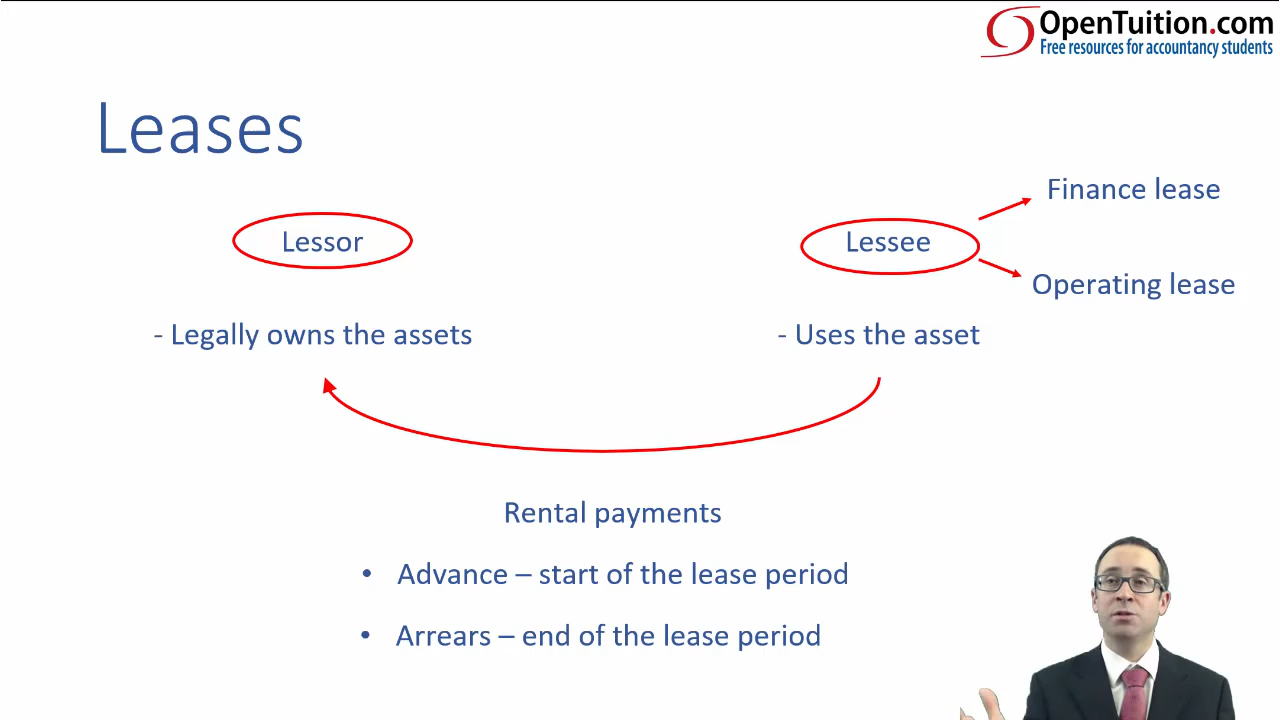 OpenTuition.com
Free resources for accountancy students
Leases
Finance lease
Lessor
Lessee
Operating lease
- Legally owns the assets
- Uses the asset
Rental payments
• Advance – start of the lease period
• Arrears – end of the lease period